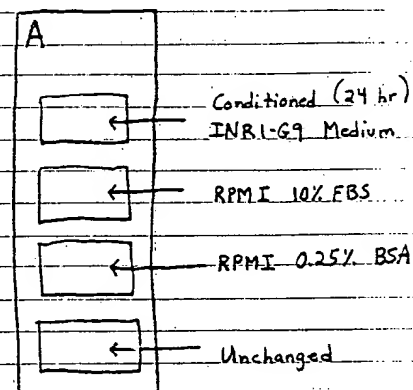 A
Conditioned (24 hr)
INR1-G9 Medium
RPMI 10% FBS
RPMI 0.25% BSA
Unchanged